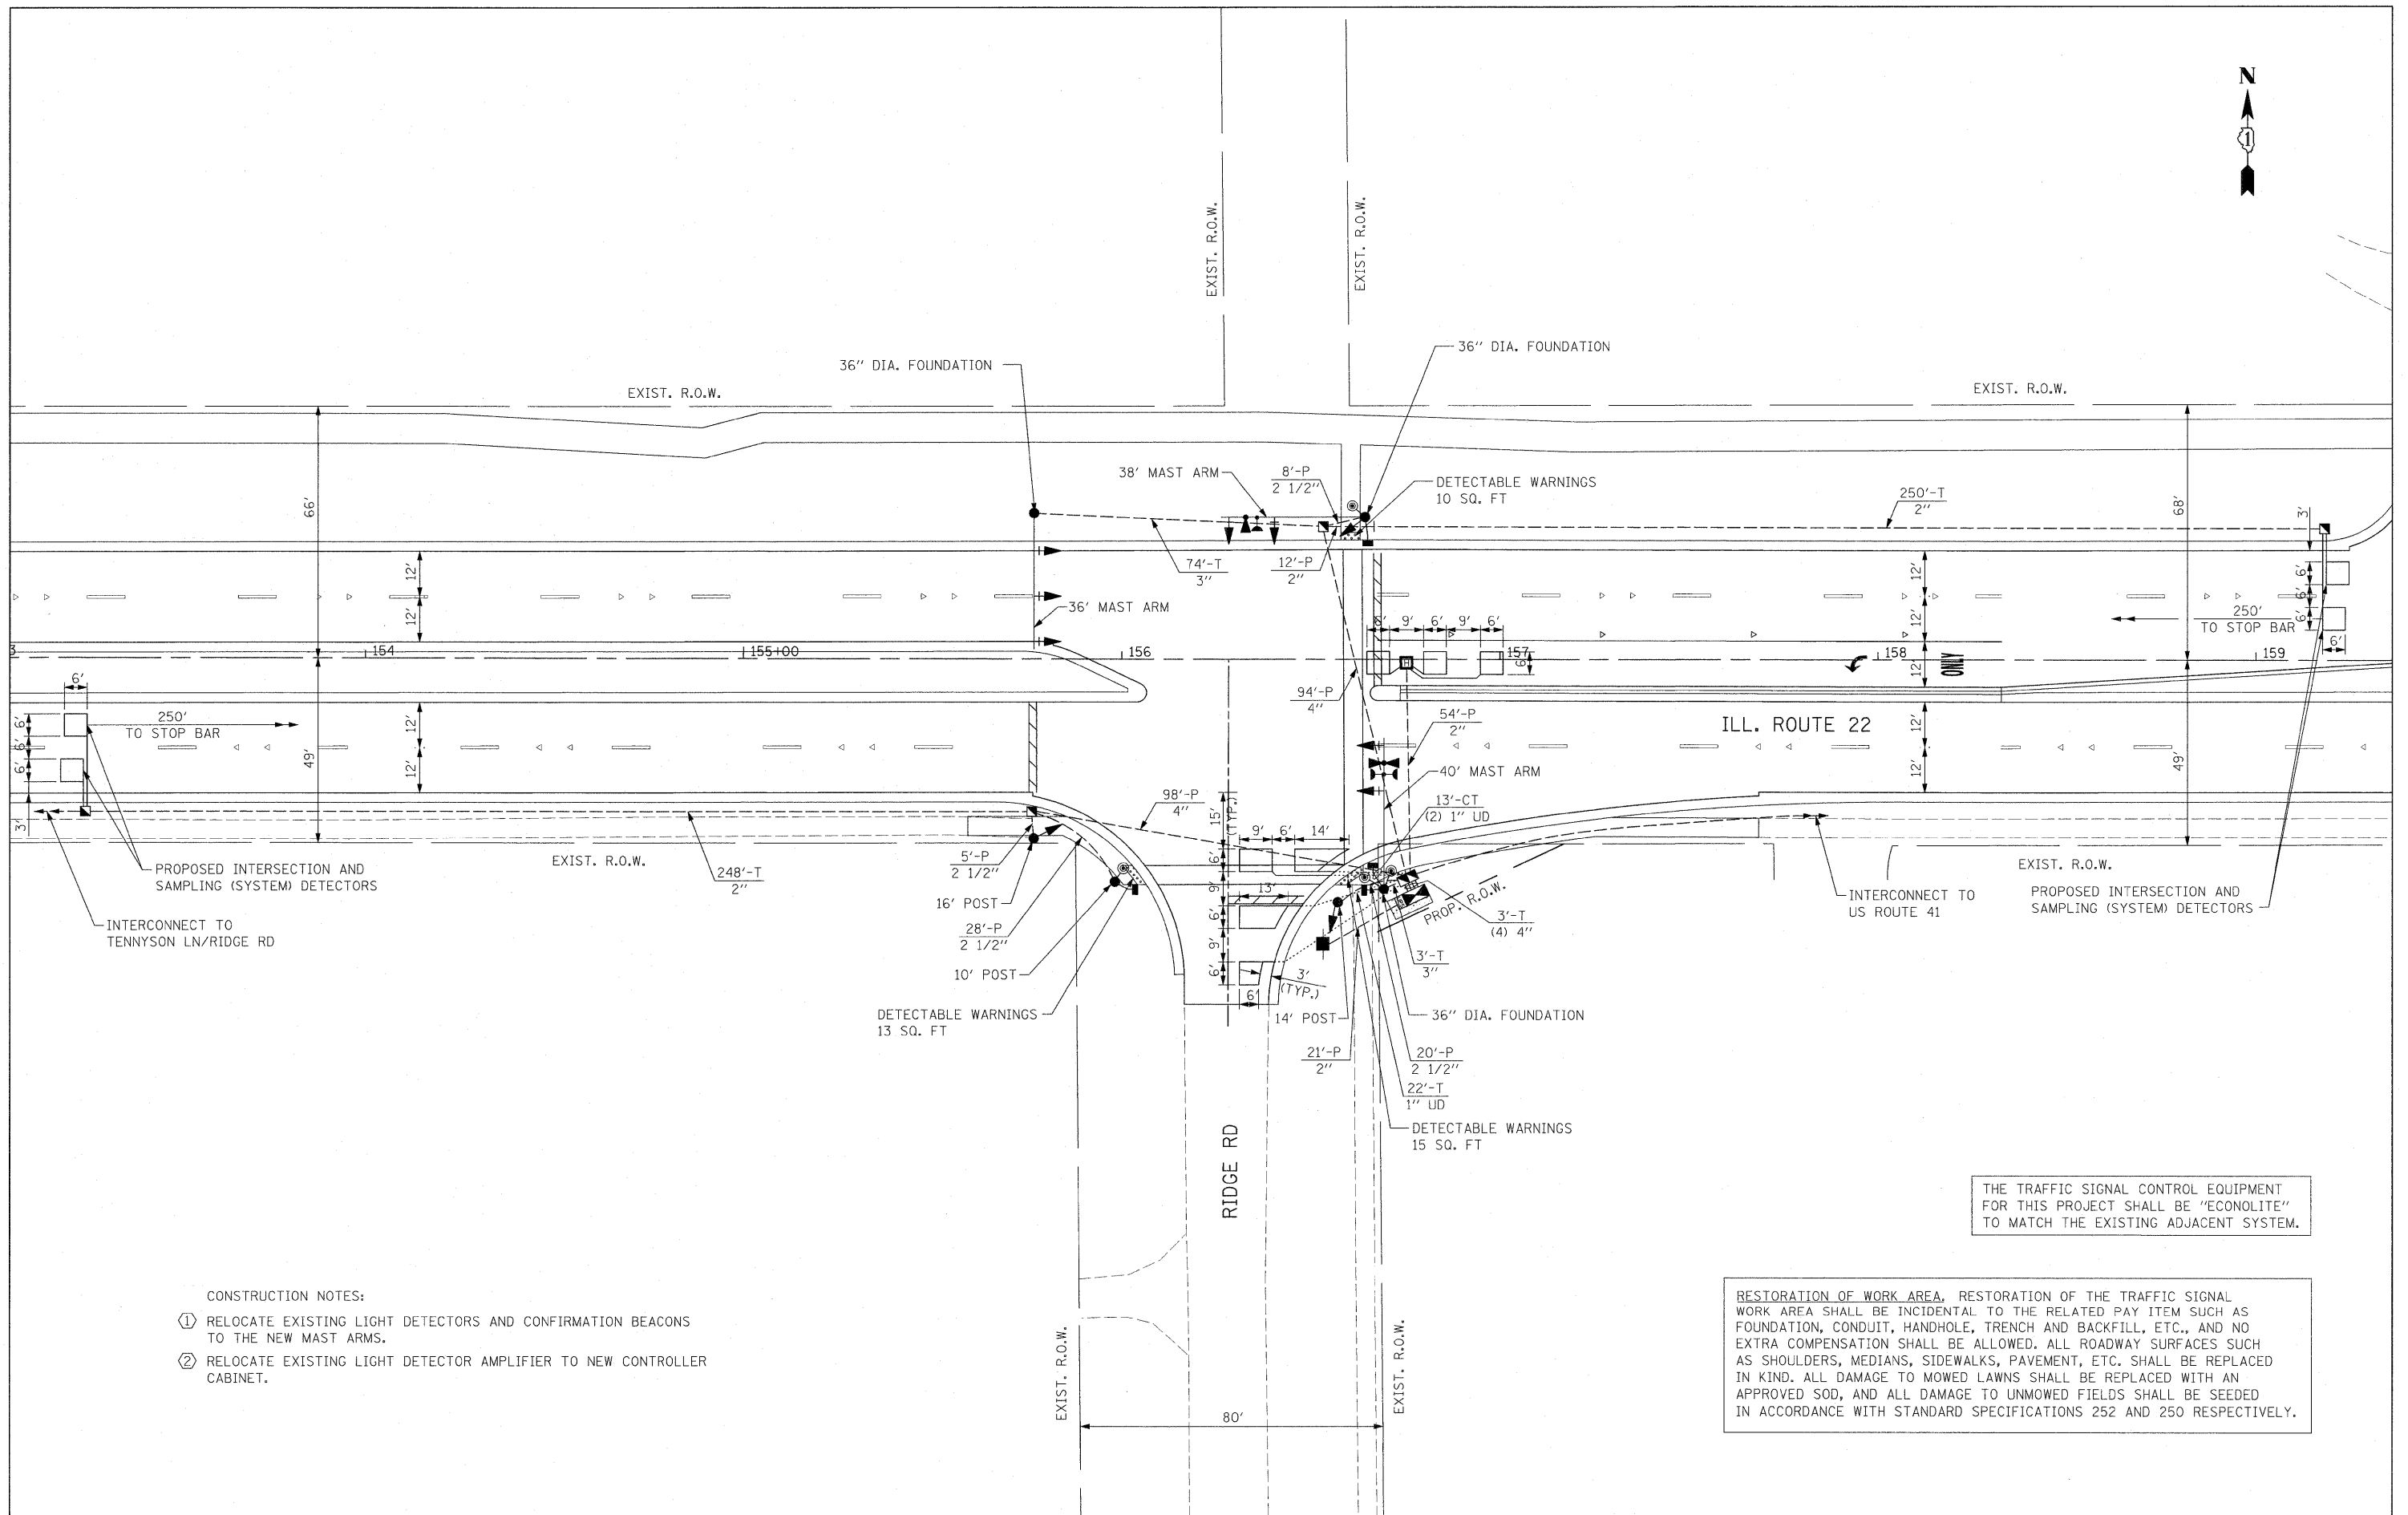 N
1
EXIST. R.O.W.
EXIST. R.O.W.
36" DIA. FOUNDATION
36" DIA. FOUNDATION
EXIST. R.O.W.
EXIST. R.O.W.
38' MAST ARM
8'-P
2 1/2"
DETECTABLE WARNINGS
10 SQ. FT
250'-T
2"
66'
68'
3'
74'-T
3"
12'-P
2"
12'
12'
12'
12'
12'
6'
6'
6'
6'
250'
TO STOP BAR
36' MAST ARM
9'
6'
9'
6'
6'
3
154
155+00
156
157
158
159
ONLY
94'-P
4"
54'-P
2"
ILL. ROUTE 22
6'
6'
6'
6'
3'
250'
TO STOP BAR
49'
12'
12'
12'
12'
49'
40' MAST ARM
98'-P
4"
15'
(TYP.)
13'-CT
(2) 1" UD
9'
6'
14'
6'
9'
13'
6'
9'
6'
6'
3'
(TYP.)
PROPOSED INTERSECTION AND
SAMPLING (SYSTEM) DETECTORS
248'-T
2"
EXIST. R.O.W.
5'-P
2 1/2"
16' POST
28'-P
2 1/2"
10' POST
INTERCONNECT TO
TENNYSON LN/RIDGE RD
PROP. R.O.W.
3'-T
(4) 4"
3'-T
3"
INTERCONNECT TO
US ROUTE 41
EXIST. R.O.W.
PROPOSED INTERSECTION AND
SAMPLING (SYSTEM) DETECTORS
DETECTABLE WARNINGS
13 SQ. FT
14' POST
36" DIA. FOUNDATION
21'-P
2"
20'-P
2 1/2"
22'-T
1" UD
DETECTABLE WARNINGS
15 SQ. FT
RIDGE RD
THE TRAFFIC SIGNAL CONTROL EQUIPMENT
FOR THIS PROJECT SHALL BE "ECONOLITE"
TO MATCH THE EXISTING ADJACENT SYSTEM.
CONSTRUCTION NOTES:
1 RELOCATE EXISTING LIGHT DETECTORS AND CONFIRMATION BEACONS
TO THE NEW MAST ARMS.
2 RELOCATE EXISTING LIGHT DETECTOR AMPLIFIER TO NEW CONTROLLER
CABINET.
RESTORATION OF WORK AREA. RESTORATION OF THE TRAFFIC SIGNAL
WORK AREA SHALL BE INCIDENTAL TO THE RELATED PAY ITEM SUCH AS
FOUNDATION, CONDUIT, HANDHOLE, TRENCH AND BACKFILL, ETC., AND NO
EXTRA COMPENSATION SHALL BE ALLOWED. ALL ROADWAY SURFACES SUCH
AS SHOULDERS, MEDIANS, SIDEWALKS, PAVEMENT, ETC. SHALL BE REPLACED
IN KIND. ALL DAMAGE TO MOWED LAWNS SHALL BE REPLACED WITH AN
APPROVED SOD, AND ALL DAMAGE TO UNMOWED FIELDS SHALL BE SEEDED
IN ACCORDANCE WITH STANDARD SPECIFICATIONS 252 AND 250 RESPECTIVELY.
EXIST. R.O.W.
EXIST. R.O.W.
80'